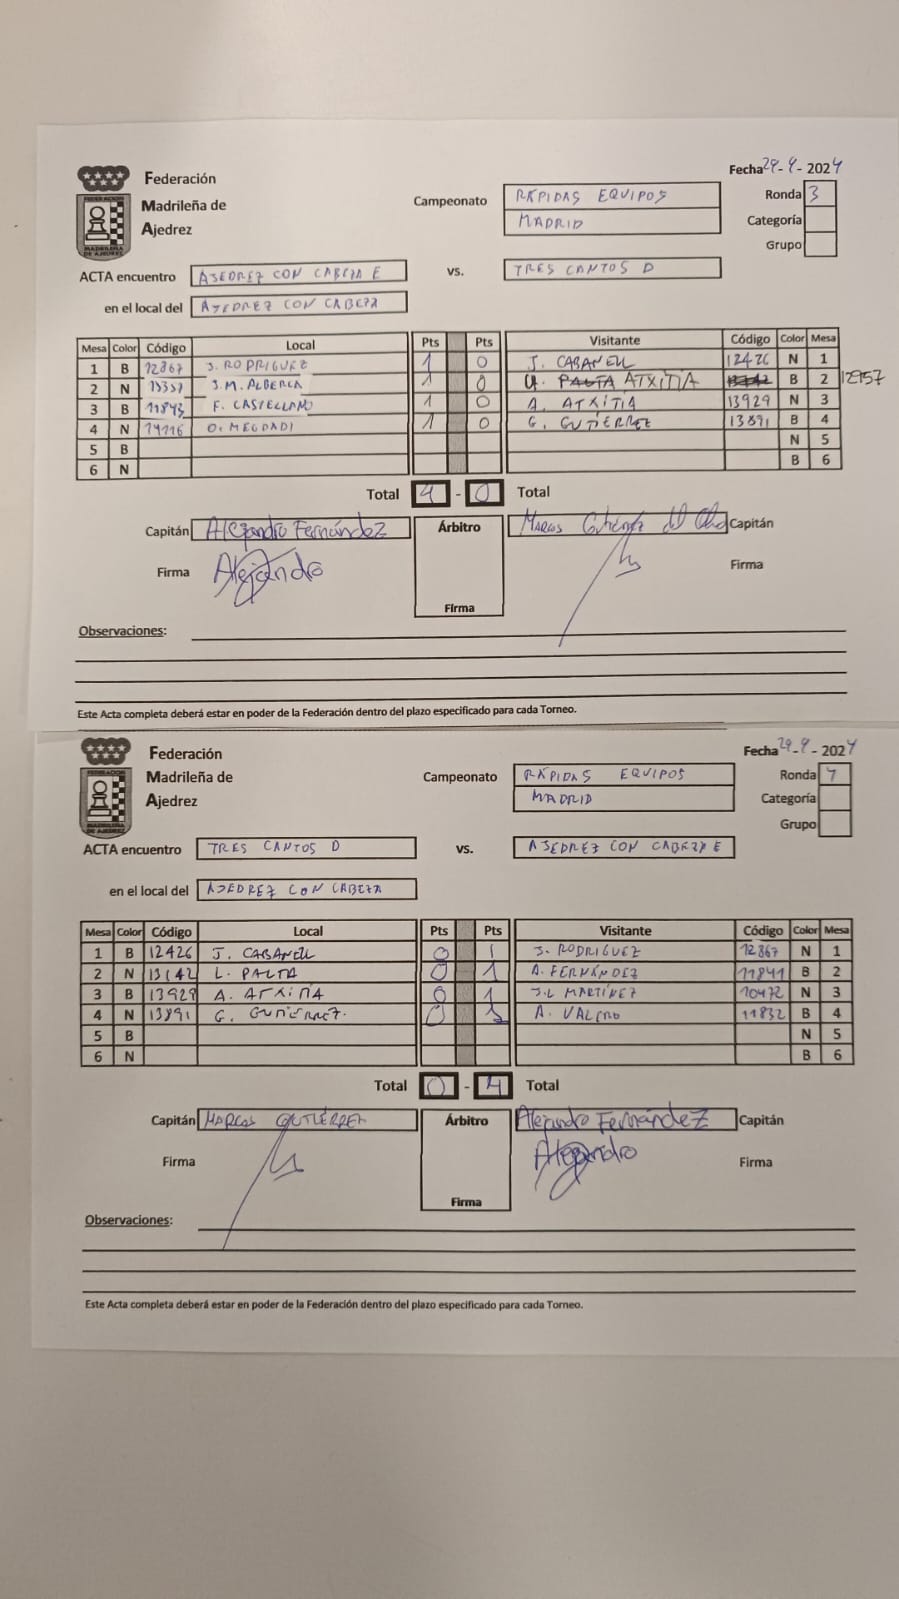 Federación
Madrileña de
Ajedrez
Fecha 29-9-2024
Campeonato RÁPIDAS EQUIPOS
MADRID
Ronda 3
Categoría
Grupo
ACTA encuentro AJEDREZ CON CABEZA E vs. TRES CANTOS D
en el local del AJEDREZ CON CABEZA
Mesa Color Código Local Pts Pts Visitante Código Color Mesa
1 B 12867 J. RODRIGUEZ 1 0 J. CABANELL 12426 N 1
2 N 15357 J.M. ALBERCA 1 0 U. PALTA ATXITIA B 2 12957
3 B 11843 F. CASTELLANO 1 0 A. ATXITIA 13929 N 3
4 N 14116 O. MEGDADI 1 0 G. GUTIÉRREZ 13891 B 4
5 B N 5
6 N B 6
Total 4 - 0 Total
Capitán Alejandro Fernández Árbitro Marcos Gutiérrez del Capitán
Firma Alejandro Firma
Firma
Observaciones:
Este Acta completa deberá estar en poder de la Federación dentro del plazo especificado para cada Torneo.
Federación
Madrileña de
Ajedrez
Fecha 29-9-2024
Campeonato RÁPIDAS EQUIPOS
MADRID
Ronda 4
Categoría
Grupo
ACTA encuentro TRES CANTOS D vs. AJEDREZ CON CABEZA E
en el local del AJEDREZ CON CABEZA
Mesa Color Código Local Pts Pts Visitante Código Color Mesa
1 B 12426 J. CABANELL 0 1 J. RODRIGUEZ 12867 N 1
2 N 13142 L. PALTA 0 1 A. FERNÁNDEZ 11841 B 2
3 B 13929 A. ATXITIA 0 1 J.L MARTÍNEZ 10472 N 3
4 N 13891 G. GUTIERREZ. 0 1 A. VALERO 11832 B 4
5 B N 5
6 N B 6
Total 0 - 4 Total
Capitán MARCOS GUTIÉRREZ Árbitro Alejandro Fernández Capitán
Firma Alejandro Firma
Firma
Observaciones:
Este Acta completa deberá estar en poder de la Federación dentro del plazo especificado para cada Torneo.